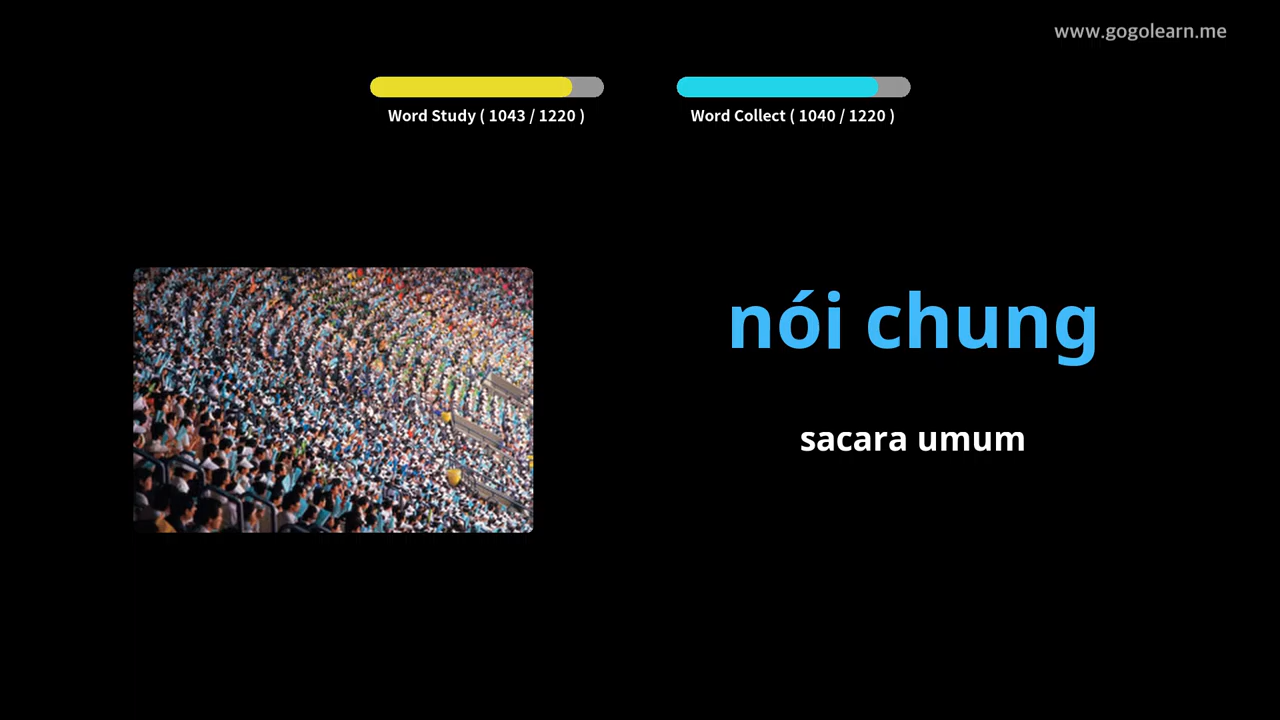 www.gogolearn.me
Word Study ( 1043 / 1220 )
Word Collect ( 1040 / 1220 )
nói chung
sacara umum